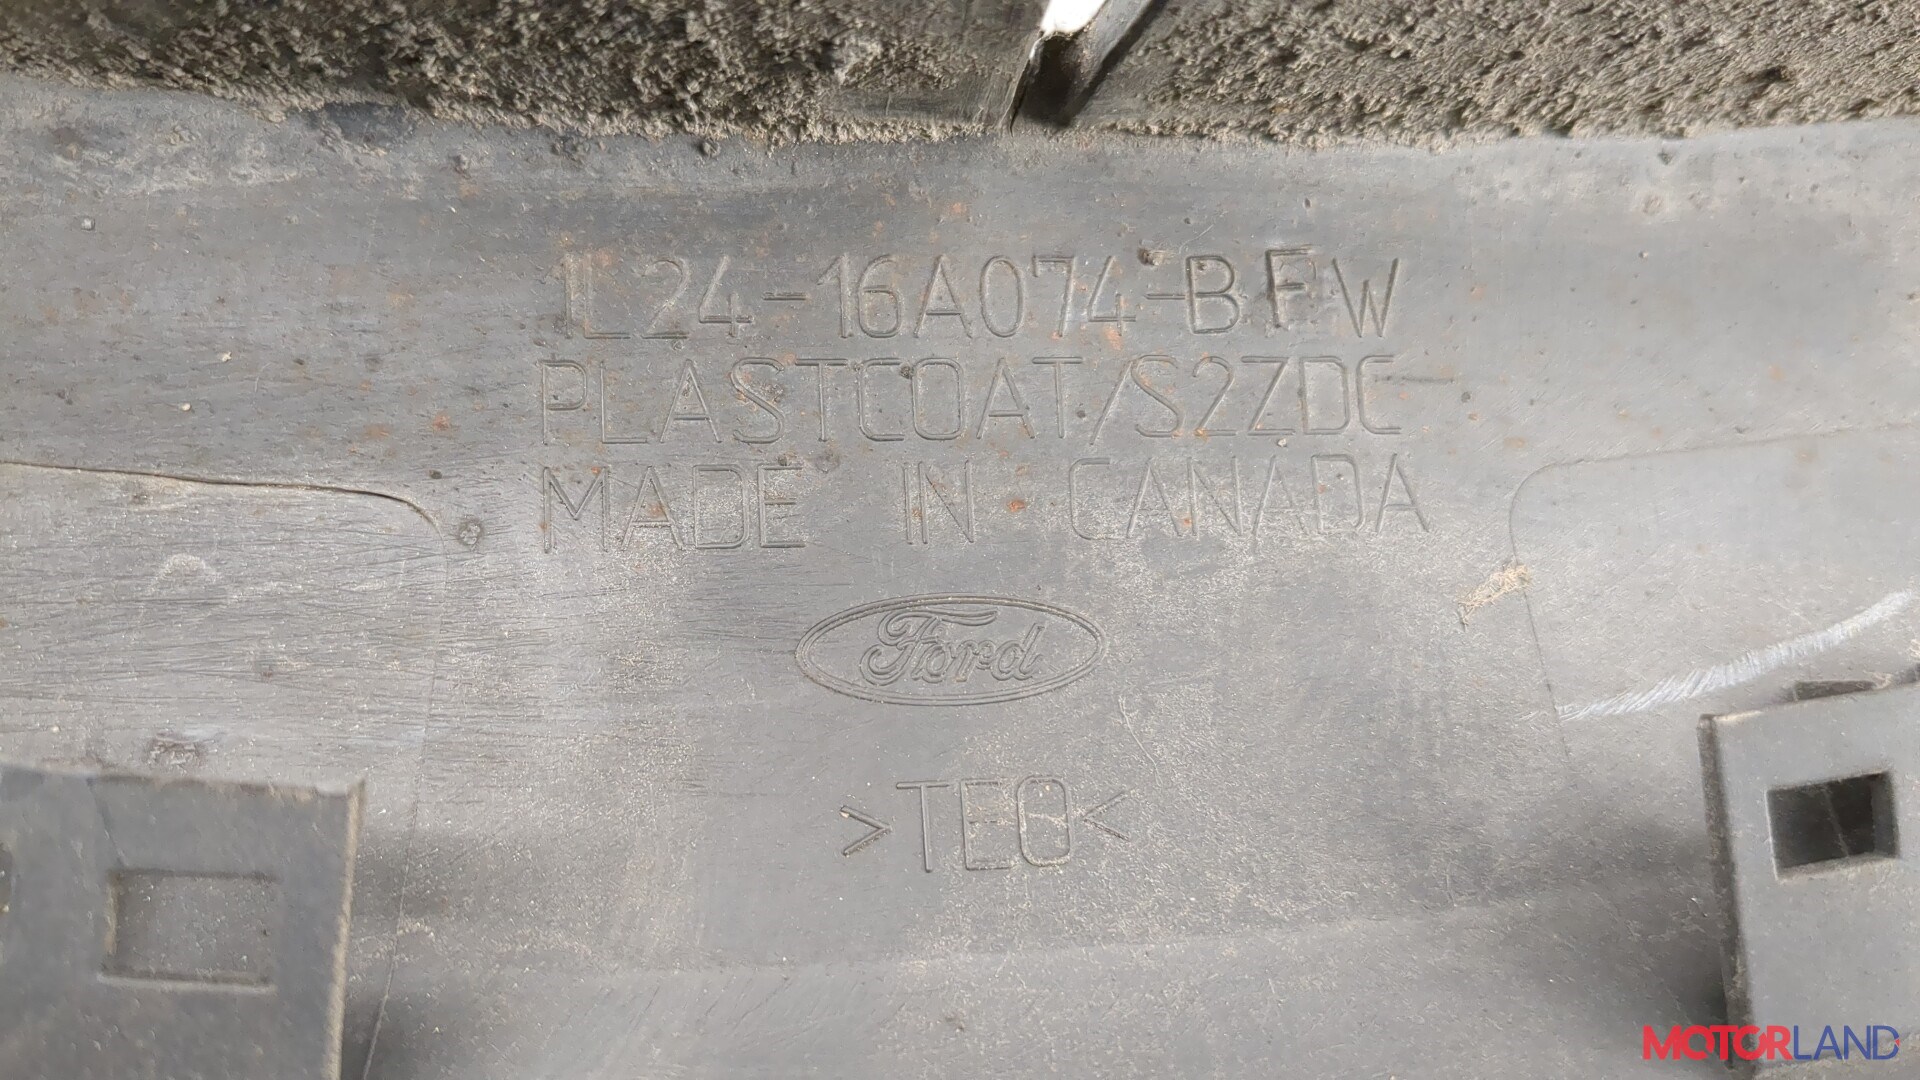 1L24-16A074-BFW
PLASTCOAT/S2ZDC
MADE IN CANADA
Ford
>TEO<
MOTORLAND